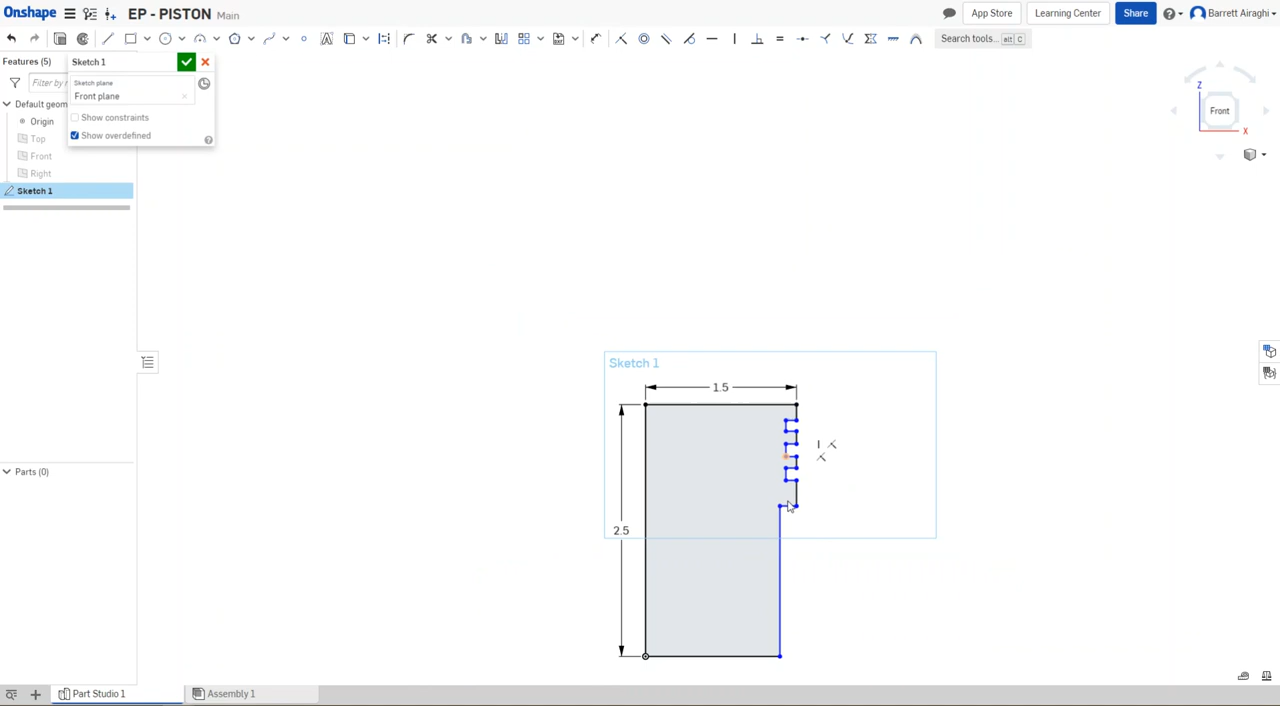 Onshape
EP - PISTON Main
App Store
Learning Center
Share
Barrett Airaghi
Search tools... alt C
Features (5)
Sketch 1
Filter by
Sketch plane
Front plane
Default geom
Origin
Show constraints
Top
Show overdefined
Front
Right
Sketch 1
Parts (0)
Z
Front
X
Sketch 1
1.5
2.5
Part Studio 1
Assembly 1